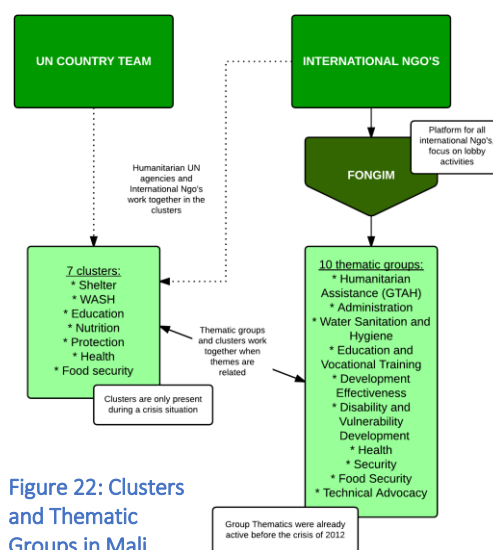 UN COUNTRY TEAM
INTERNATIONAL NGO'S
Platform for all
international Ngo's,
focus on lobby
activities
FONGIM
Humanitarian UN
agencies and
International Ngo's
work together in the
clusters
7 clusters:
* Shelter
* WASH
* Education
* Nutrition
* Protection
* Health
* Food security
Clusters are only present
during a crisis situation
Thematic groups
and clusters work
together when
themes are
related
10 thematic groups:
* Humanitarian
Assistance (GTAH)
* Administration
* Water Sanitation and
Hygiene
* Education and
Vocational Training
* Development
Effectiveness
* Disability and
Vulnerability
Development
* Health
* Security
* Food Security
* Technical Advocacy
Group Thematics were already
active before the crisis of 2012
Figure 22: Clusters
and Thematic
Groups in Mali